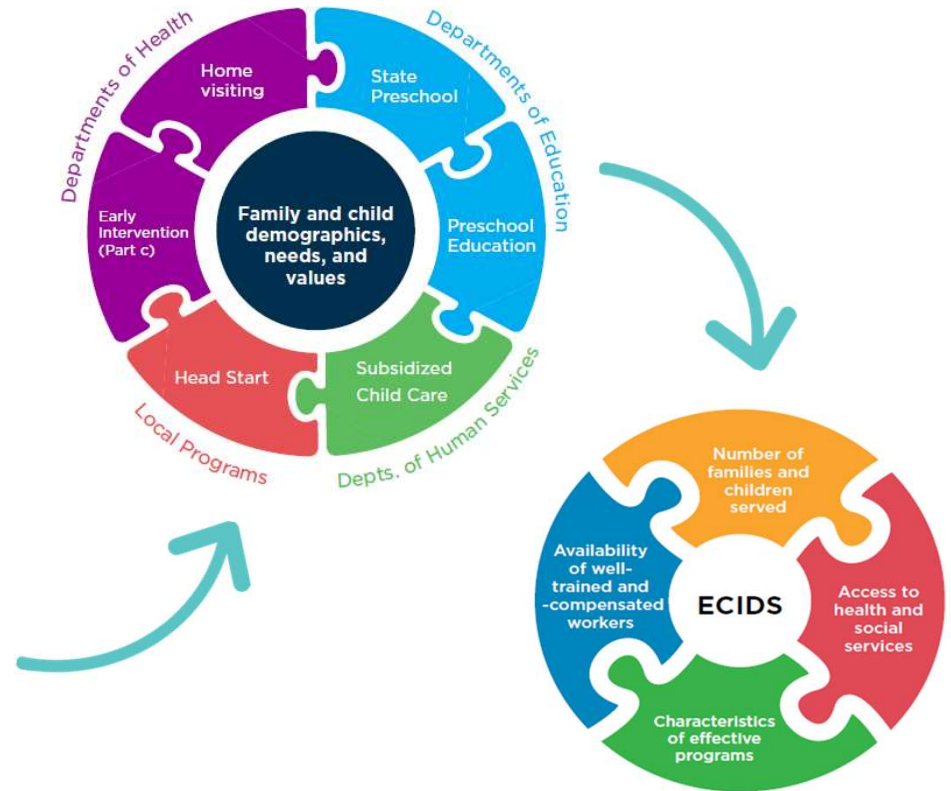 Departments of Health
Departments of Education
Home
visiting
State
Preschool
Early
Intervention
(Part c)
Family and child
demographics,
needs, and
values
Preschool
Education
Head Start
Subsidized
Child Care
Local Programs
Depts. of Human Services
Number of
families and
children
served
Availability
of well-
trained and
-compensated
workers
ECIDS
Access to
health and
social
services
Characteristics
of effective
programs